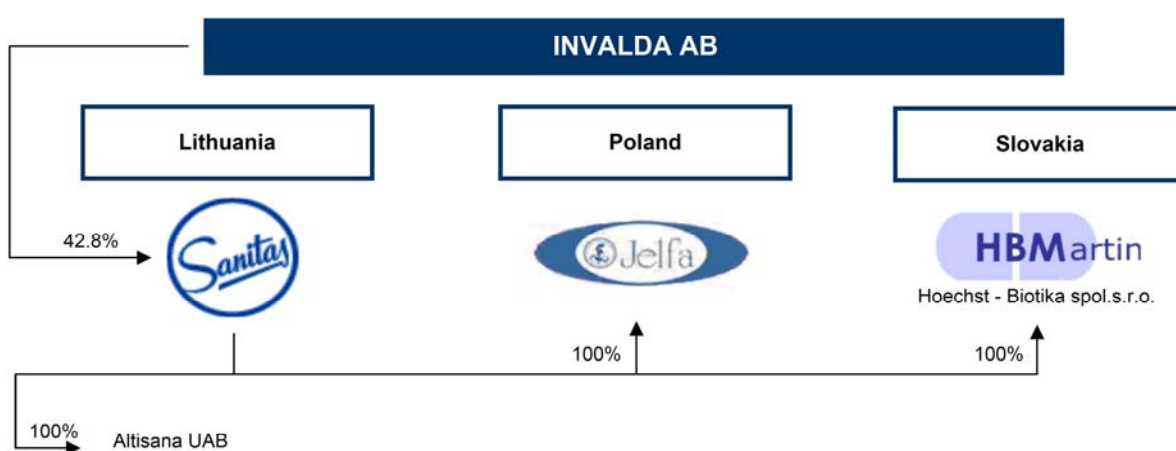 INVALDA AB
Lithuania
Poland
Slovakia
42.8%
Sanitas
Jelfa
HBMartin
Hoechst - Biotika spol.s.r.o.
100%
100%
100%
Altisana UAB